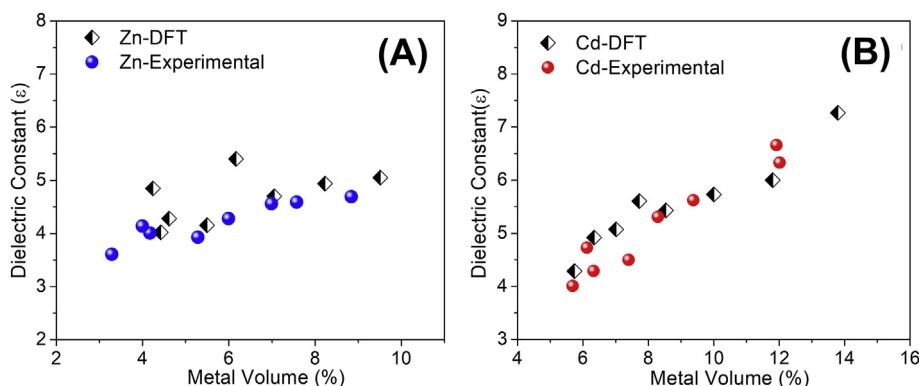 8
7
6
5
4
3
2
Dielectric Constant (ε)
Zn-DFT
Zn-Experimental
(A)
2 4 6 8 10
Metal Volume (%)
9
8
7
6
5
4
3
Dielectric Constant(ε)
Cd-DFT
Cd-Experimental
(B)
4 6 8 10 12 14 16
Metal Volume (%)